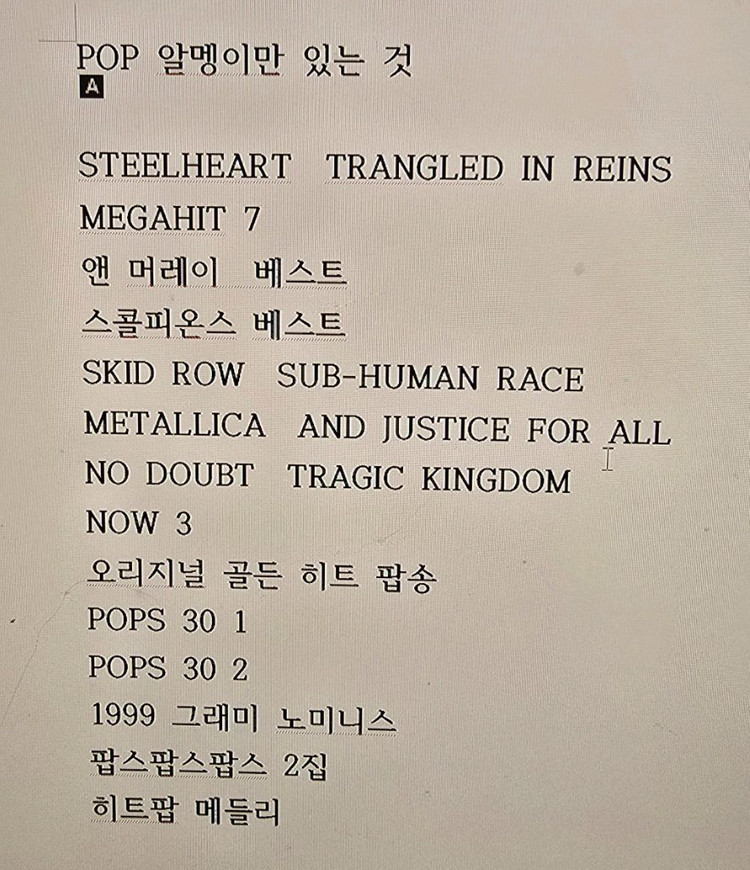 POP 알멩이만 있는 것
A
STEELHEART TRANGLED IN REINS
MEGAHIT 7
앤 머레이 베스트
스콜피온스 베스트
SKID ROW SUB-HUMAN RACE
METALLICA AND JUSTICE FOR ALL
NO DOUBT TRAGIC KINGDOM
NOW 3
오리지널 골든 히트 팝송
POPS 30 1
POPS 30 2
1999 그래미 노미니스
팝스팝스팝스 2집
히트팝 메들리